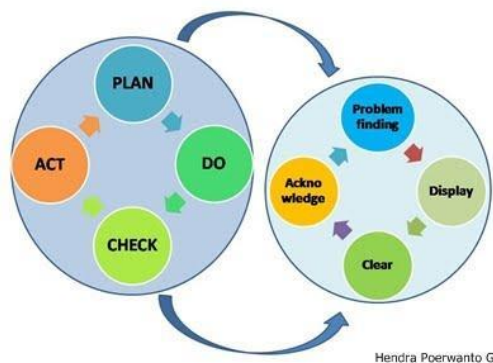 PLAN
DO
CHECK
ACT
Problem
finding
Display
Clear
Ackno
wledge
Hendra Poerwanto G